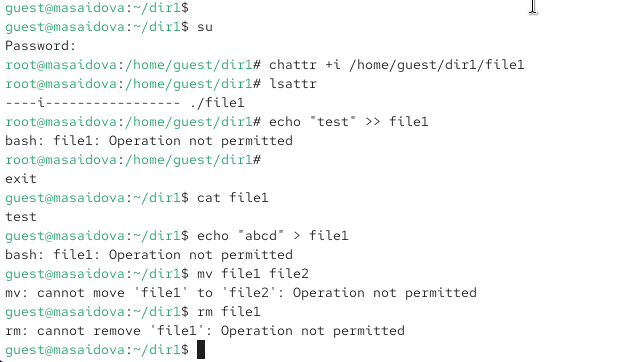 guest@masaidova:~/dir1$
guest@masaidova:~/dir1$ su
Password:
root@masaidova:/home/guest/dir1# chattr +i /home/guest/dir1/file1
root@masaidova:/home/guest/dir1# lsattr
----i----------------- ./file1
root@masaidova:/home/guest/dir1# echo "test" >> file1
bash: file1: Operation not permitted
root@masaidova:/home/guest/dir1#
exit
guest@masaidova:~/dir1$ cat file1
test
guest@masaidova:~/dir1$ echo "abcd" > file1
bash: file1: Operation not permitted
guest@masaidova:~/dir1$ mv file1 file2
mv: cannot move 'file1' to 'file2': Operation not permitted
guest@masaidova:~/dir1$ rm file1
rm: cannot remove 'file1': Operation not permitted
guest@masaidova:~/dir1$